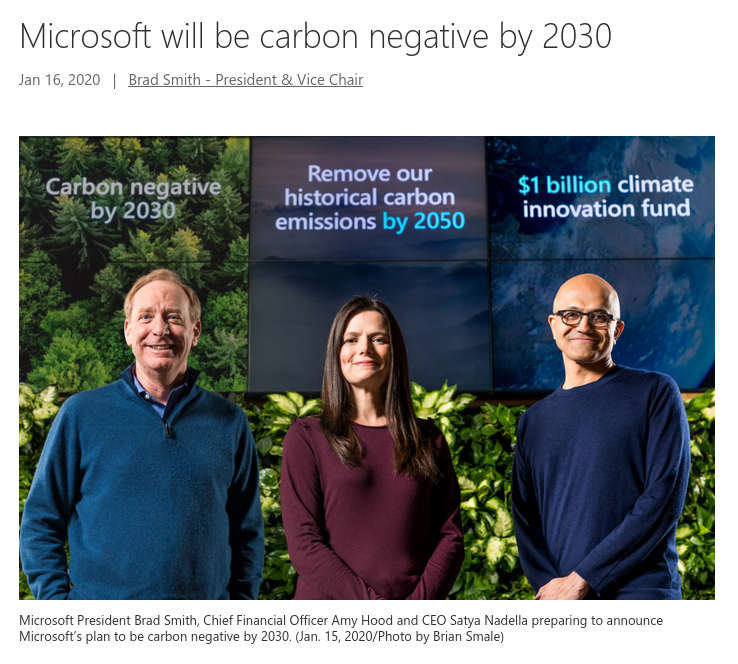 Microsoft will be carbon negative by 2030
Jan 16, 2020 | Brad Smith - President & Vice Chair
Carbon negative
by 2030
Remove our
historical carbon
emissions by 2050
$1 billion climate
innovation fund
Microsoft President Brad Smith, Chief Financial Officer Amy Hood and CEO Satya Nadella preparing to announce
Microsoft’s plan to be carbon negative by 2030. (Jan. 15, 2020/Photo by Brian Smale)